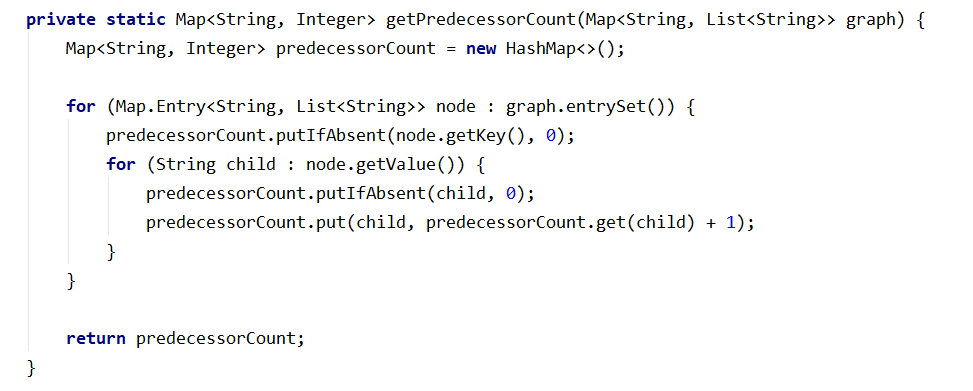 private static Map<String, Integer> getPredecessorCount(Map<String, List<String>> graph) {
    Map<String, Integer> predecessorCount = new HashMap<>();

    for (Map.Entry<String, List<String>> node : graph.entrySet()) {
        predecessorCount.putIfAbsent(node.getKey(), 0);
        for (String child : node.getValue()) {
            predecessorCount.putIfAbsent(child, 0);
            predecessorCount.put(child, predecessorCount.get(child) + 1);
        }
    }

    return predecessorCount;
}